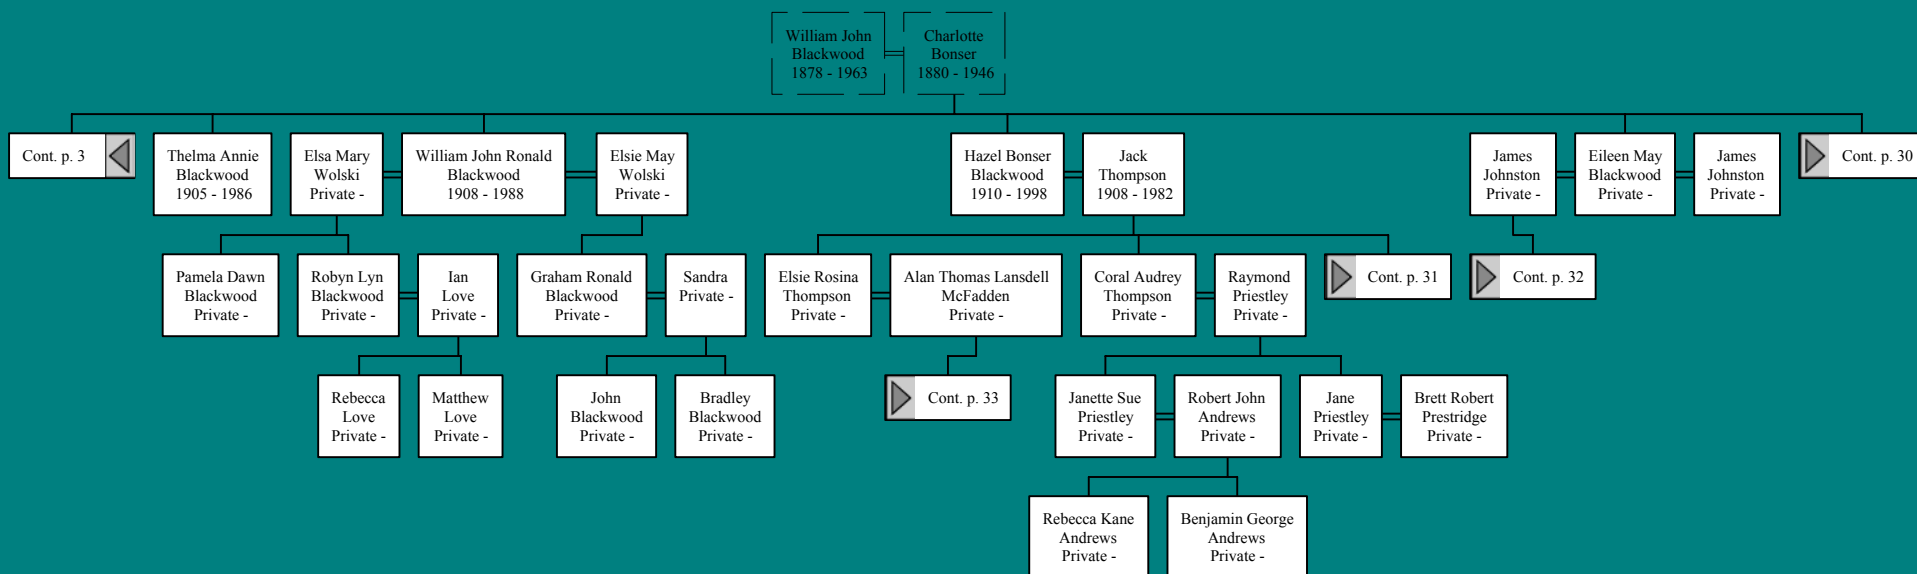 William John
Blackwood
1878 - 1963
Charlotte
Bonser
1880 - 1946
Cont. p. 3
Thelma Annie
Blackwood
1905 - 1986
Elsa Mary
Wolski
Private -
William John Ronald
Blackwood
1908 - 1988
Elsie May
Wolski
Private -
Hazel Bonser
Blackwood
1910 - 1998
Jack
Thompson
1908 - 1982
James
Johnston
Private -
Eileen May
Blackwood
Private -
James
Johnston
Private -
Cont. p. 30
Pamela Dawn
Blackwood
Private -
Robyn Lyn
Blackwood
Private -
Ian
Love
Private -
Graham Ronald
Blackwood
Private -
Sandra
Private -
Elsie Rosina
Thompson
Private -
Alan Thomas Lansdell
McFadden
Private -
Coral Audrey
Thompson
Private -
Raymond
Priestley
Private -
Cont. p. 31
Cont. p. 32
Rebecca
Love
Private -
Matthew
Love
Private -
John
Blackwood
Private -
Bradley
Blackwood
Private -
Cont. p. 33
Janette Sue
Priestley
Private -
Robert John
Andrews
Private -
Jane
Priestley
Private -
Brett Robert
Prestridge
Private -
Rebecca Kane
Andrews
Private -
Benjamin George
Andrews
Private -